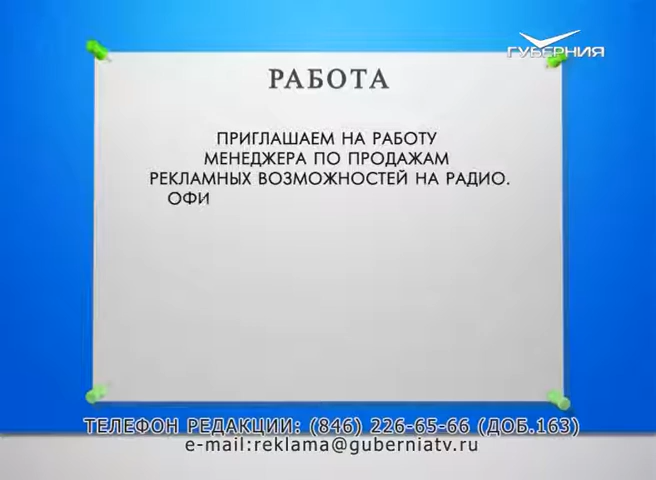 ГУБЕРНИЯ
РАБОТА
ПРИГЛАШАЕМ НА РАБОТУ
МЕНЕДЖЕРА ПО ПРОДАЖАМ
РЕКЛАМНЫХ ВОЗМОЖНОСТЕЙ НА РАДИО.
ОФИ
ТЕЛЕФОН РЕДАКЦИИ: (846) 226-65-66 (ДОБ.163)
e-mail:reklama@guberniatv.ru